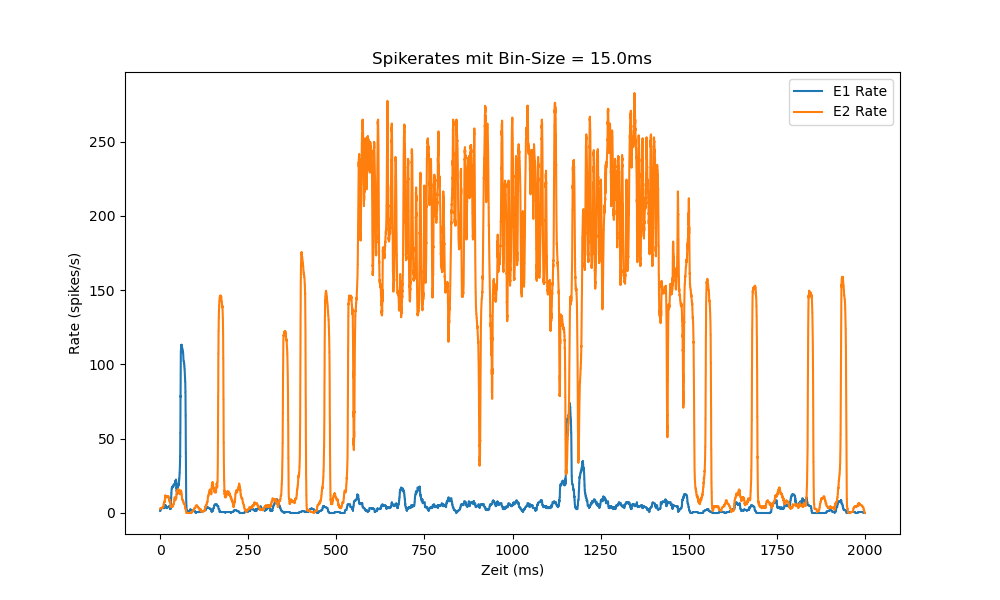 Spikerates mit Bin-Size = 15.0ms
E1 Rate
E2 Rate
Rate (spikes/s)
250
200
150
100
50
0
0 250 500 750 1000 1250 1500 1750 2000
Zeit (ms)